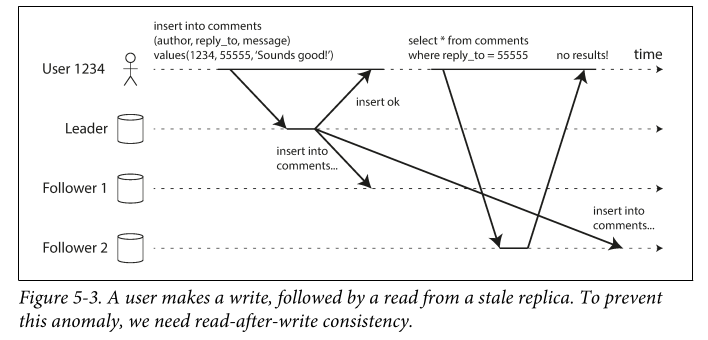 insert into comments
(author, reply_to, message)
values(1234, 55555, 'Sounds good!')
select * from comments
where reply_to = 55555
no results!
time
User 1234
insert ok
Leader
insert into
comments...
Follower 1
insert into
comments...
Follower 2
Figure 5-3. A user makes a write, followed by a read from a stale replica. To prevent
this anomaly, we need read-after-write consistency.